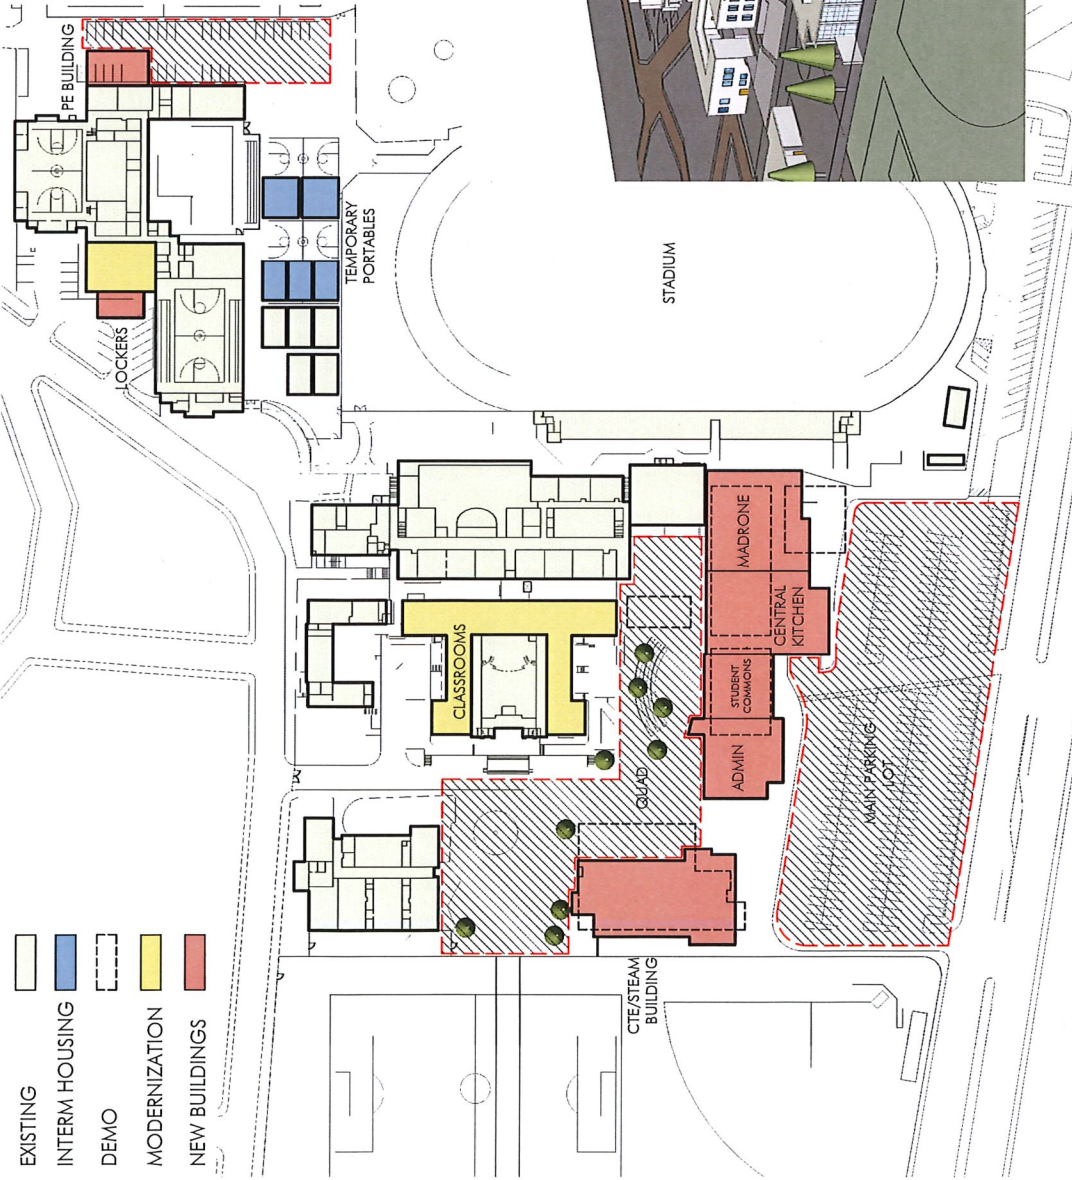 EXISTING
INTERM HOUSING
DEMO
MODERNIZATION
NEW BUILDINGS
PE BUILDING
LOCKERS
TEMPORARY
PORTABLES
STADIUM
CLASSROOMS
MADRONE
CENTRAL
KITCHEN
STUDENT
COMMONS
ADMIN
QUAD
MAIN PARKING
LOT
CTE/STEAM
BUILDING